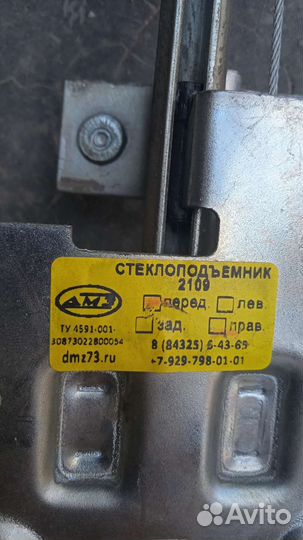 СТЕКЛОПОДЪЕМНИК
2109
ДМЗ
перед. лев.
зад. прав.
ТУ 4591-001-
30873022800054
8 (84325) 6-43-65
dmz73.ru
+7-929-798-01-01
Avito